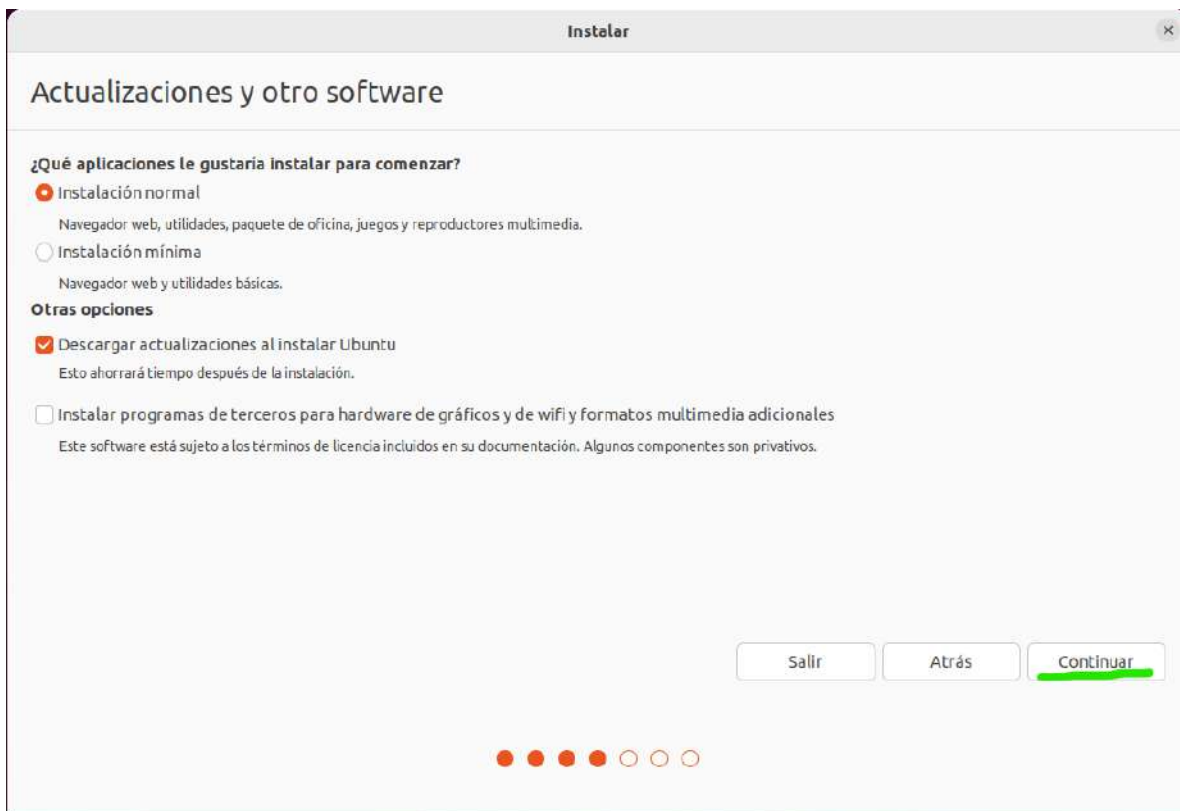 Instalar
Actualizaciones y otro software
¿Qué aplicaciones le gustaría instalar para comenzar?
Instalación normal
Navegador web, utilidades, paquete de oficina, juegos y reproductores multimedia.
Instalación mínima
Navegador web y utilidades básicas.
Otras opciones
Descargar actualizaciones al instalar Ubuntu
Esto ahorrará tiempo después de la instalación.
Instalar programas de terceros para hardware de gráficos y de wifi y formatos multimedia adicionales
Este software está sujeto a los términos de licencia incluidos en su documentación. Algunos componentes son privativos.
Salir Atrás Continuar